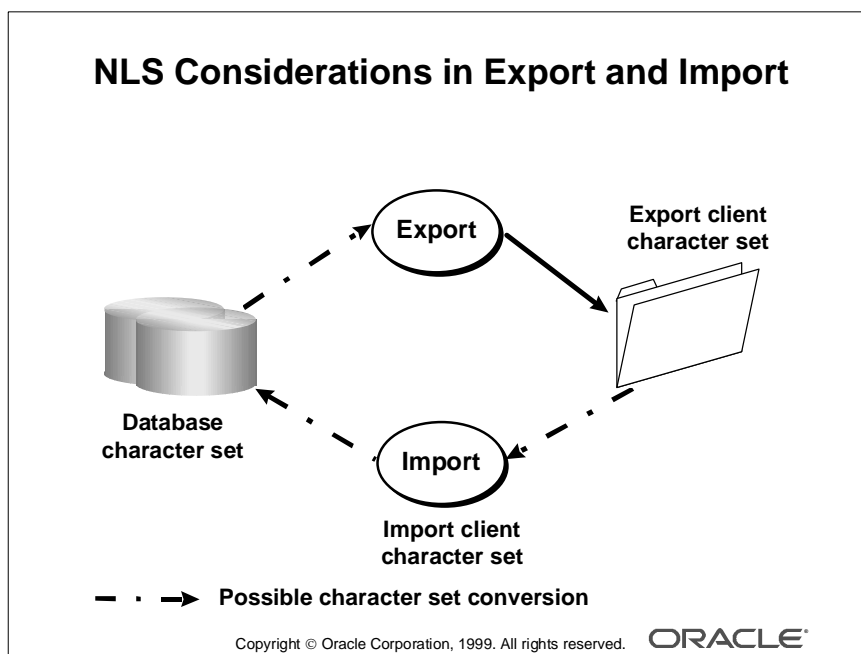 NLS Considerations in Export and Import
Export
Export client
character set
Database
character set
Import
Import client
character set
Possible character set conversion
Copyright © Oracle Corporation, 1999. All rights reserved.
ORACLE®